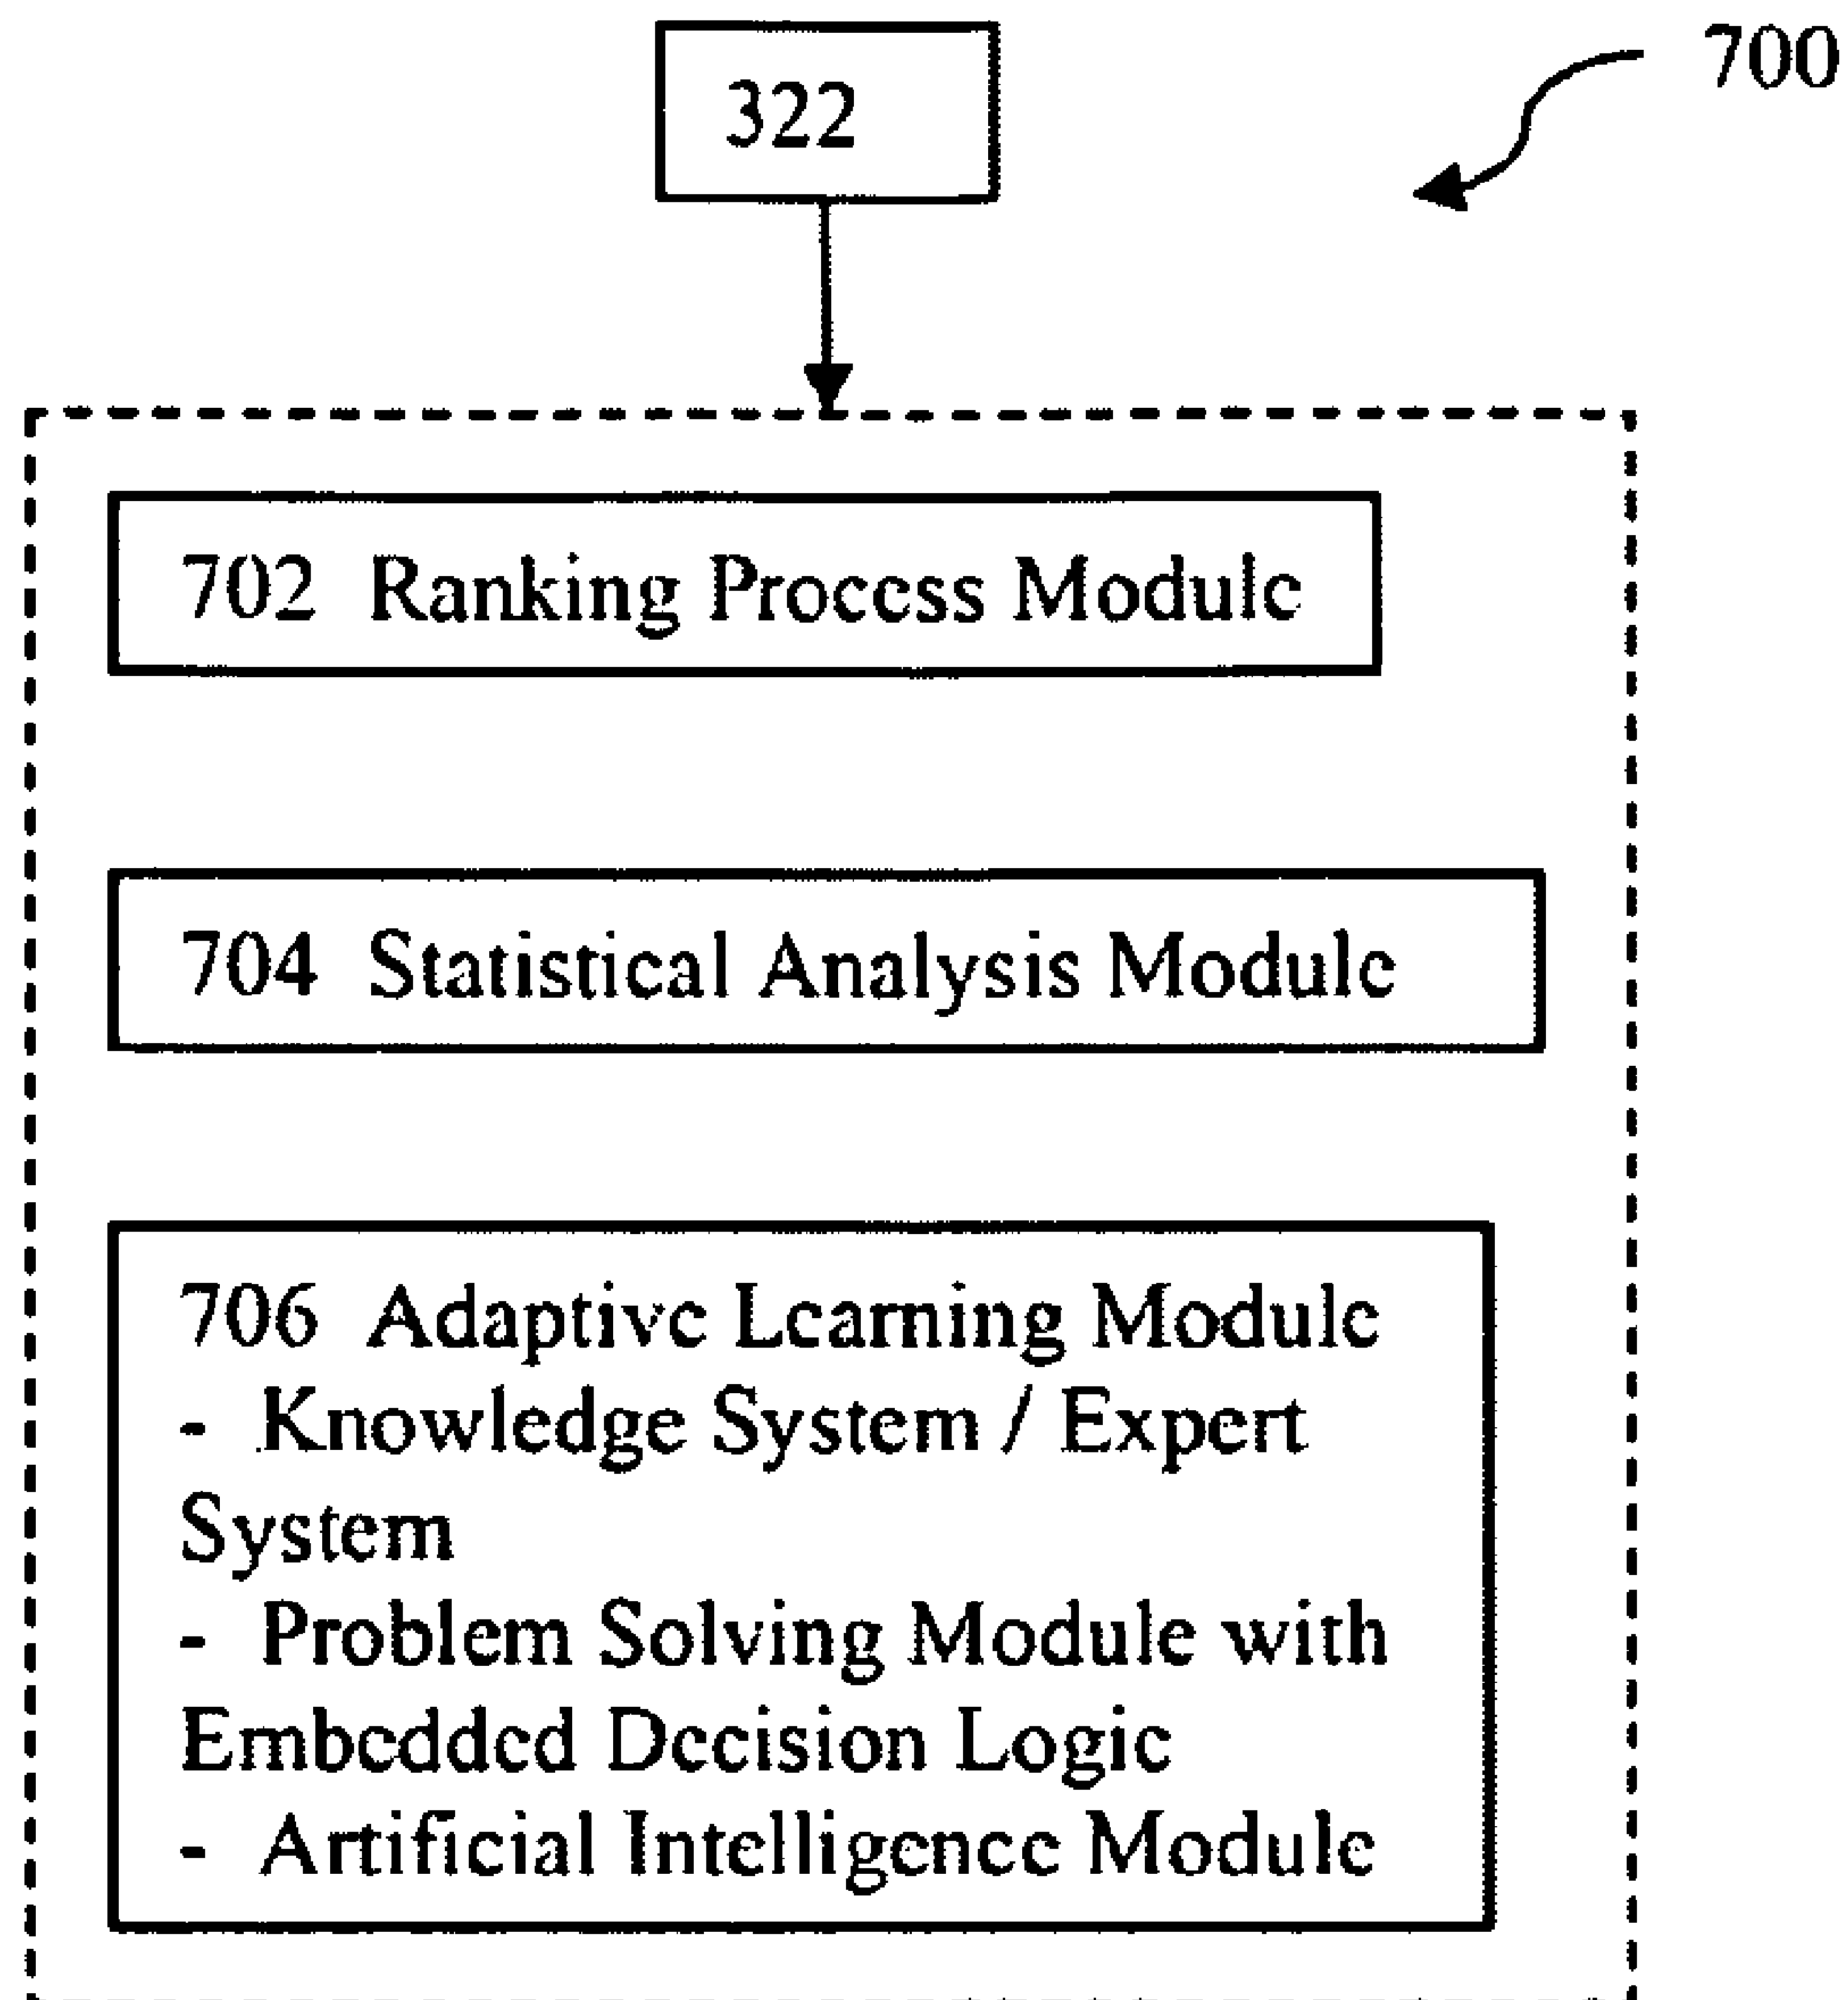 322
700
702 Ranking Process Module
704 Statistical Analysis Module
706 Adaptive Learning Module
- Knowledge System / Expert
System
- Problem Solving Module with
Embedded Decision Logic
- Artificial Intelligence Module